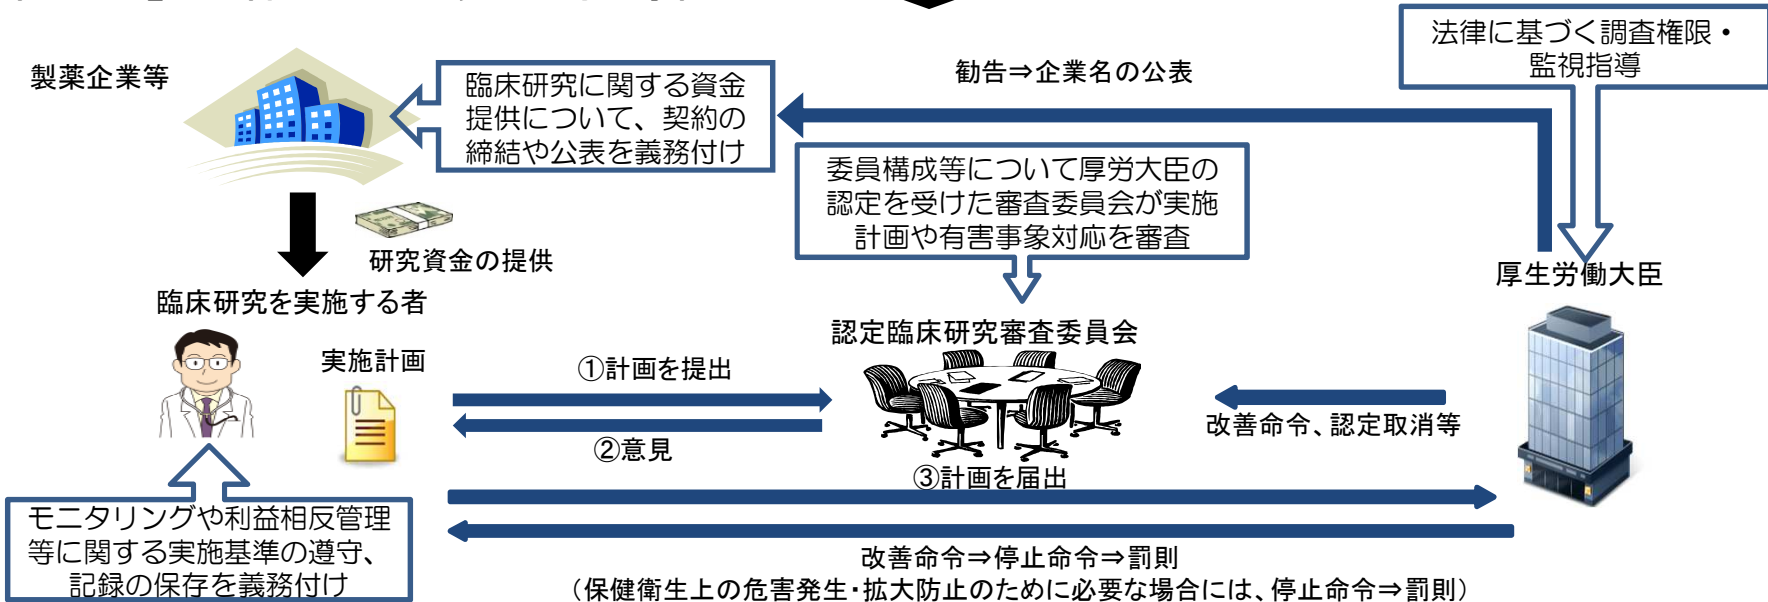 製薬企業等
臨床研究に関する資金
提供について、契約の
締結や公表を義務付け
勧告⇒企業名の公表
法律に基づく調査権限・
監視指導
委員構成等について厚労大臣の
認定を受けた審査委員会が実施
計画や有害事象対応を審査
研究資金の提供
臨床研究を実施する者
厚生労働大臣
認定臨床研究審査委員会
実施計画
①計画を提出
②意見
改善命令、認定取消等
③計画を届出
モニタリングや利益相反管理
等に関する実施基準の遵守、
記録の保存を義務付け
改善命令⇒停止命令⇒罰則
（保健衛生上の危害発生・拡大防止のために必要な場合には、停止命令⇒罰則）